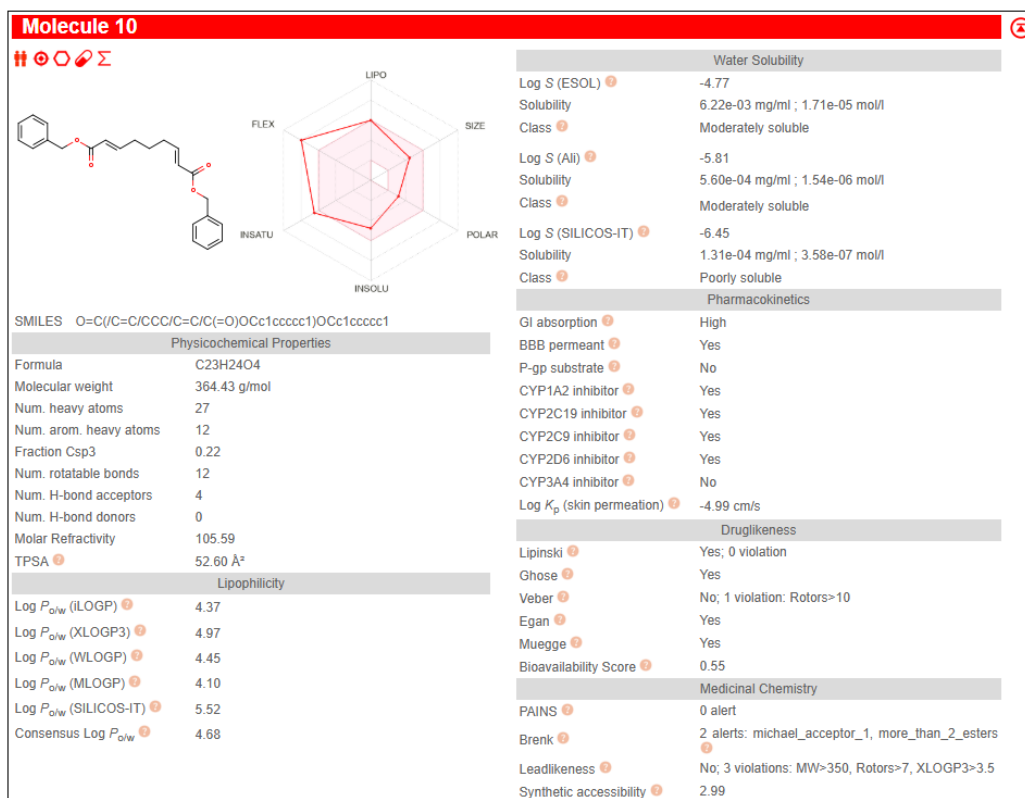 Molecule 10
LIPO
SIZE
POLAR
INSOLU
INSATU
FLEX
O
O
O
O
SMILES O=C(/C=C/CCC/C=C/C(=O)OCc1ccccc1)OCc1ccccc1
Physicochemical Properties
Formula C23H24O4
Molecular weight 364.43 g/mol
Num. heavy atoms 27
Num. arom. heavy atoms 12
Fraction Csp3 0.22
Num. rotatable bonds 12
Num. H-bond acceptors 4
Num. H-bond donors 0
Molar Refractivity 105.59
TPSA ? 52.60 Å²
Lipophilicity
Log Po/w (iLOGP) ? 4.37
Log Po/w (XLOGP3) ? 4.97
Log Po/w (WLOGP) ? 4.45
Log Po/w (MLOGP) ? 4.10
Log Po/w (SILICOS-IT) ? 5.52
Consensus Log Po/w ? 4.68
Water Solubility
Log S (ESOL) ? -4.77
Solubility 6.22e-03 mg/ml ; 1.71e-05 mol/l
Class ? Moderately soluble
Log S (Ali) ? -5.81
Solubility 5.60e-04 mg/ml ; 1.54e-06 mol/l
Class ? Moderately soluble
Log S (SILICOS-IT) ? -6.45
Solubility 1.31e-04 mg/ml ; 3.58e-07 mol/l
Class ? Poorly soluble
Pharmacokinetics
GI absorption ? High
BBB permeant ? Yes
P-gp substrate ? No
CYP1A2 inhibitor ? Yes
CYP2C19 inhibitor ? Yes
CYP2C9 inhibitor ? Yes
CYP2D6 inhibitor ? Yes
CYP3A4 inhibitor ? No
Log Kp (skin permeation) ? -4.99 cm/s
Druglikeness
Lipinski ? Yes; 0 violation
Ghose ? Yes
Veber ? No; 1 violation: Rotors>10
Egan ? Yes
Muegge ? Yes
Bioavailability Score ? 0.55
Medicinal Chemistry
PAINS ? 0 alert
Brenk ? 2 alerts: michael_acceptor_1, more_than_2_esters
?
Leadlikeness ? No; 3 violations: MW>350, Rotors>7, XLOGP3>3.5
Synthetic accessibility ? 2.99